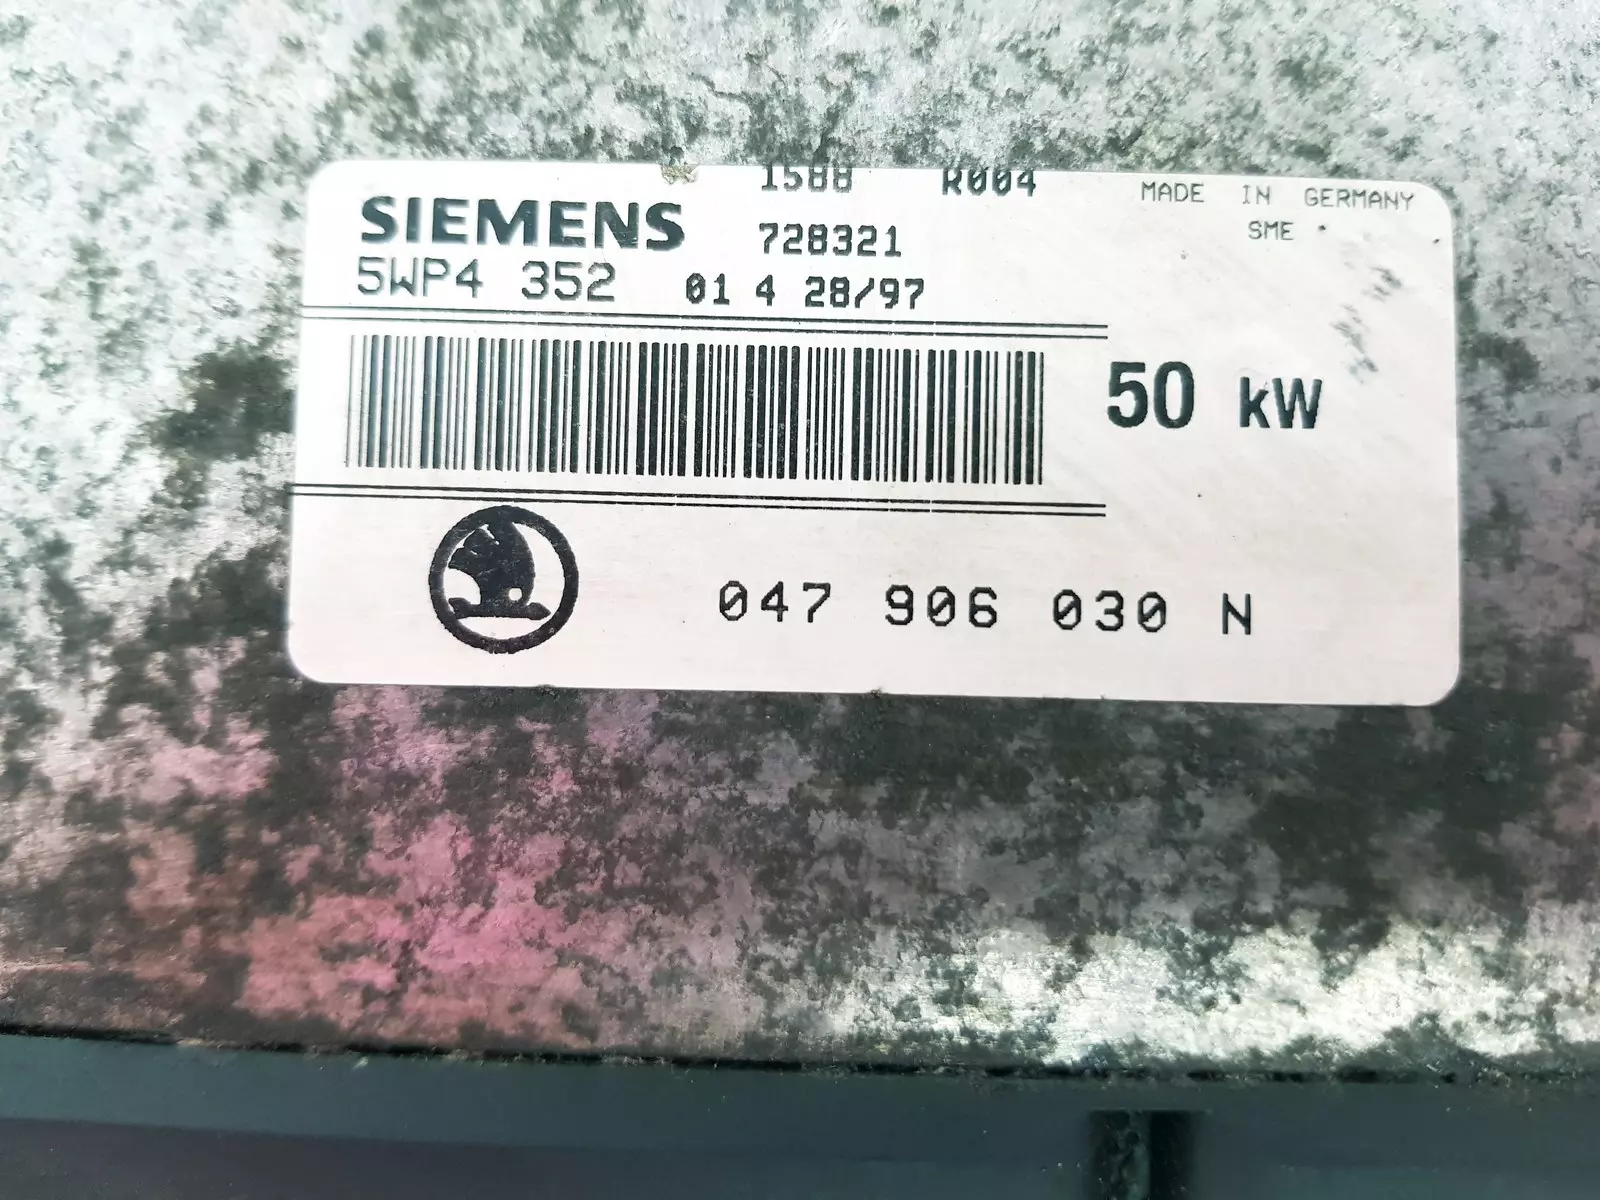 1588 R004 MADE IN GERMANY
SIEMENS 728321 SME
5WP4 352 01 4 28/97
50 kW
047 906 030 N